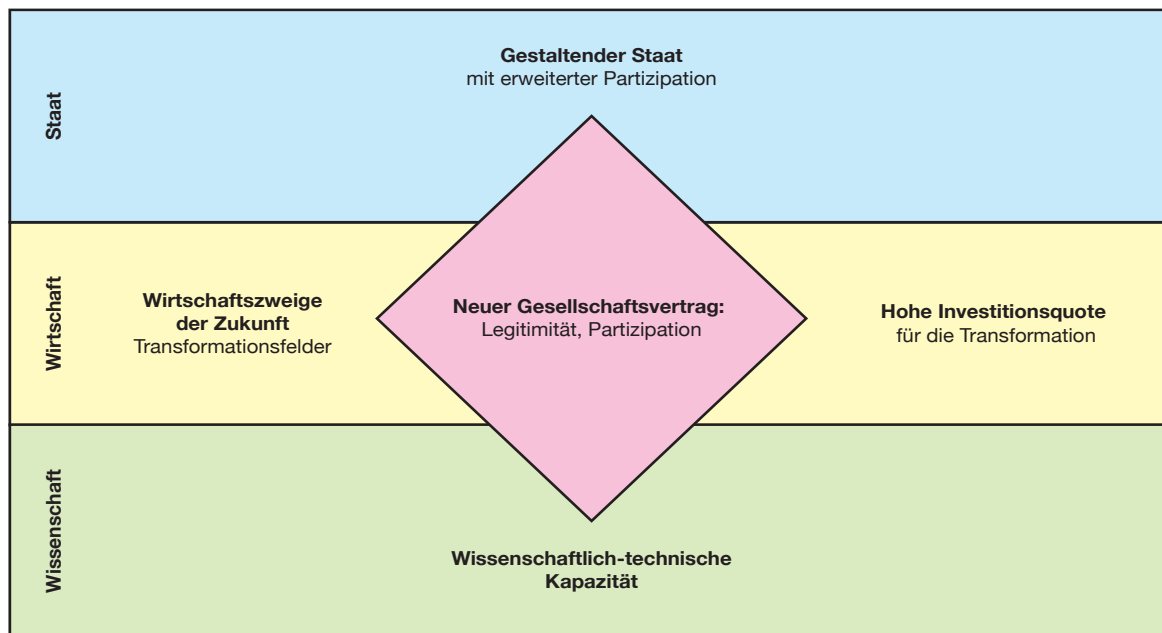 Staat
Gestaltender Staat
mit erweiterter Partizipation
Wirtschaft
Wirtschaftszweige
der Zukunft
Transformationsfelder
Neuer Gesellschaftsvertrag:
Legitimität, Partizipation
Hohe Investitionsquote
für die Transformation
Wissenschaft
Wissenschaftlich-technische
Kapazität